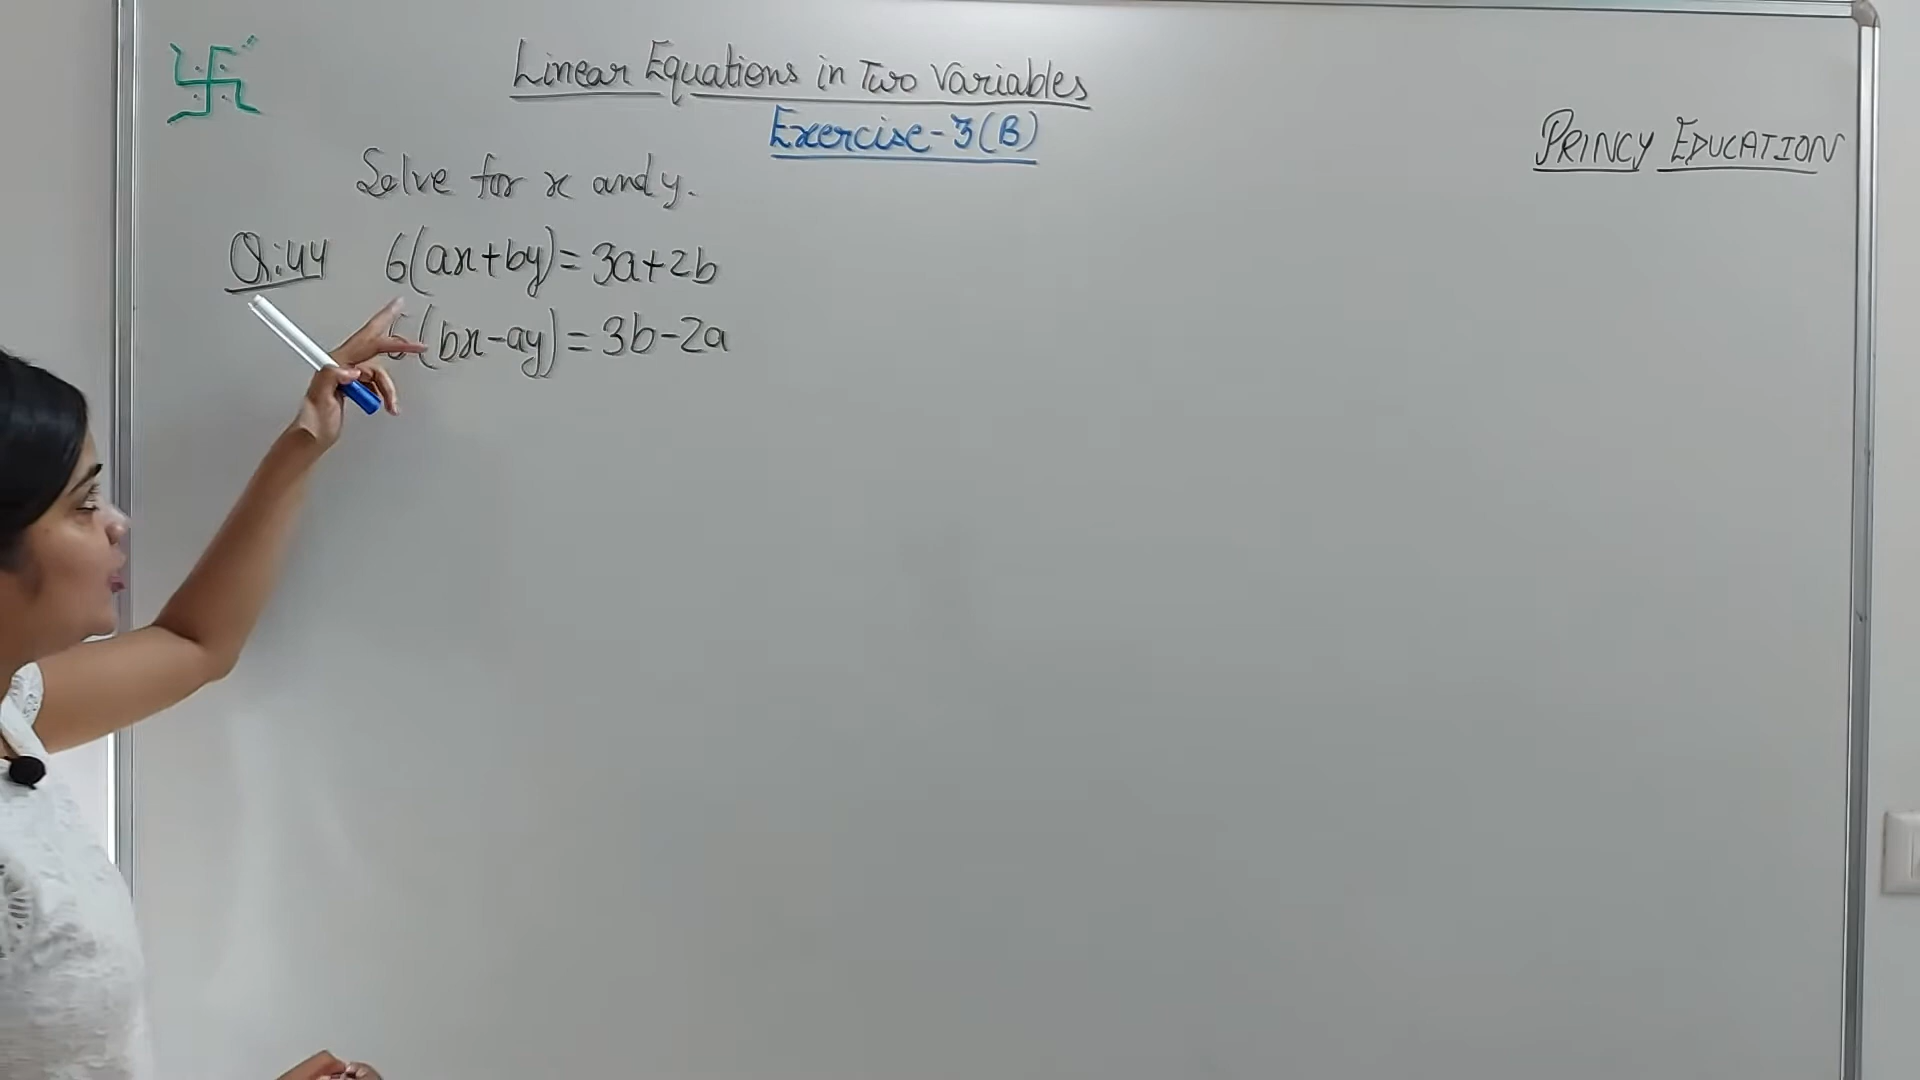 Linear Equations in Two Variables
Exercise-3(B)
PRINCY EDUCATION
Solve for x and y.
Q:44 6(ax+by)=3a+2b
6(bx-ay)=3b-2a